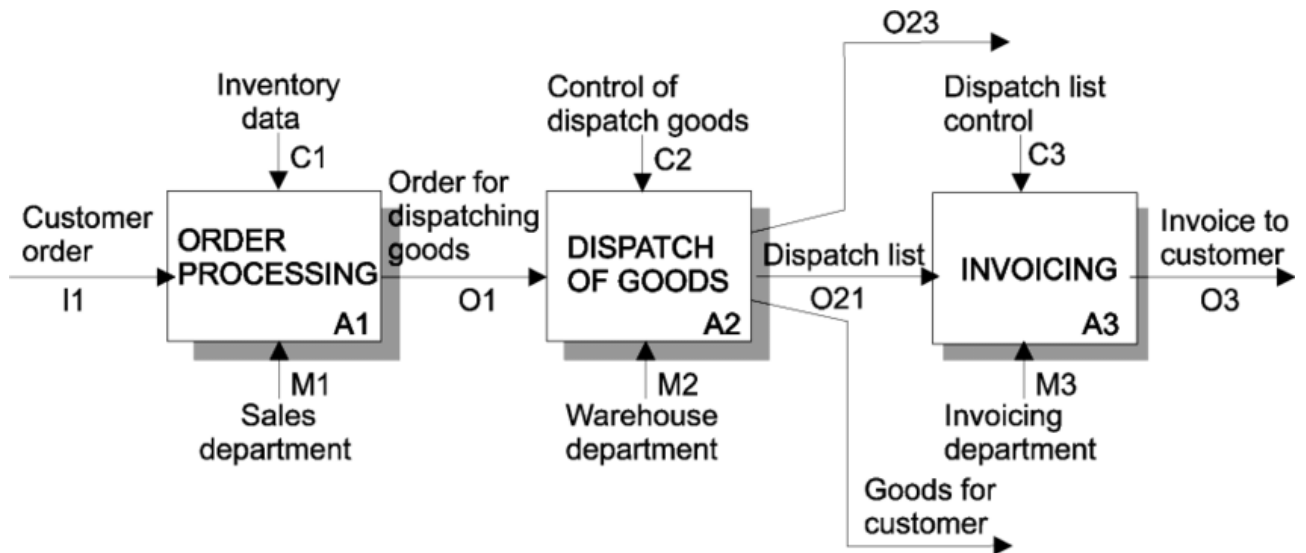 O23
Inventory
data
C1
Control of
dispatch goods
C2
Dispatch list
control
C3
Customer
order
I1
ORDER
PROCESSING
A1
Order for
dispatching
goods
O1
DISPATCH
OF GOODS
A2
Dispatch list
O21
INVOICING
A3
Invoice to
customer
O3
M1
Sales
department
M2
Warehouse
department
M3
Invoicing
department
Goods for
customer